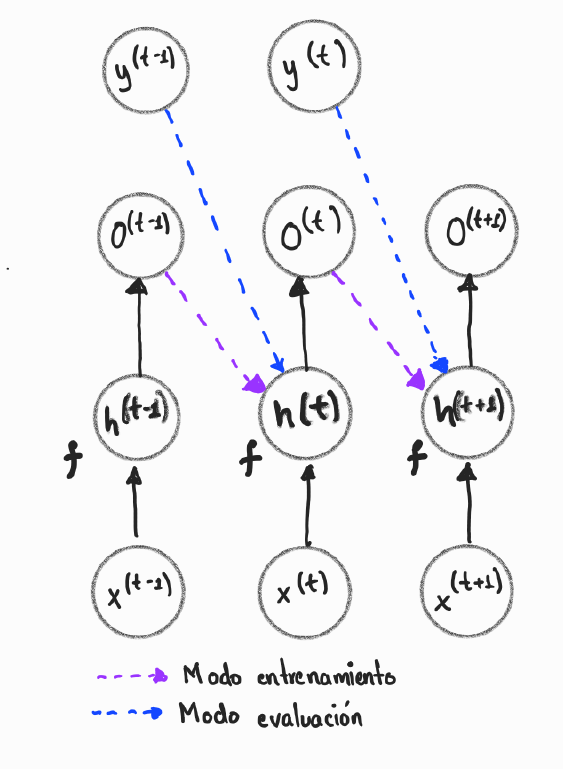 y(t-1) y(t)
O(t-1) O(t) O(t+1)
h(t-1) h(t) h(t+1)
f f f
x(t-1) x(t) x(t+1)
Modo entrenamiento
Modo evaluación